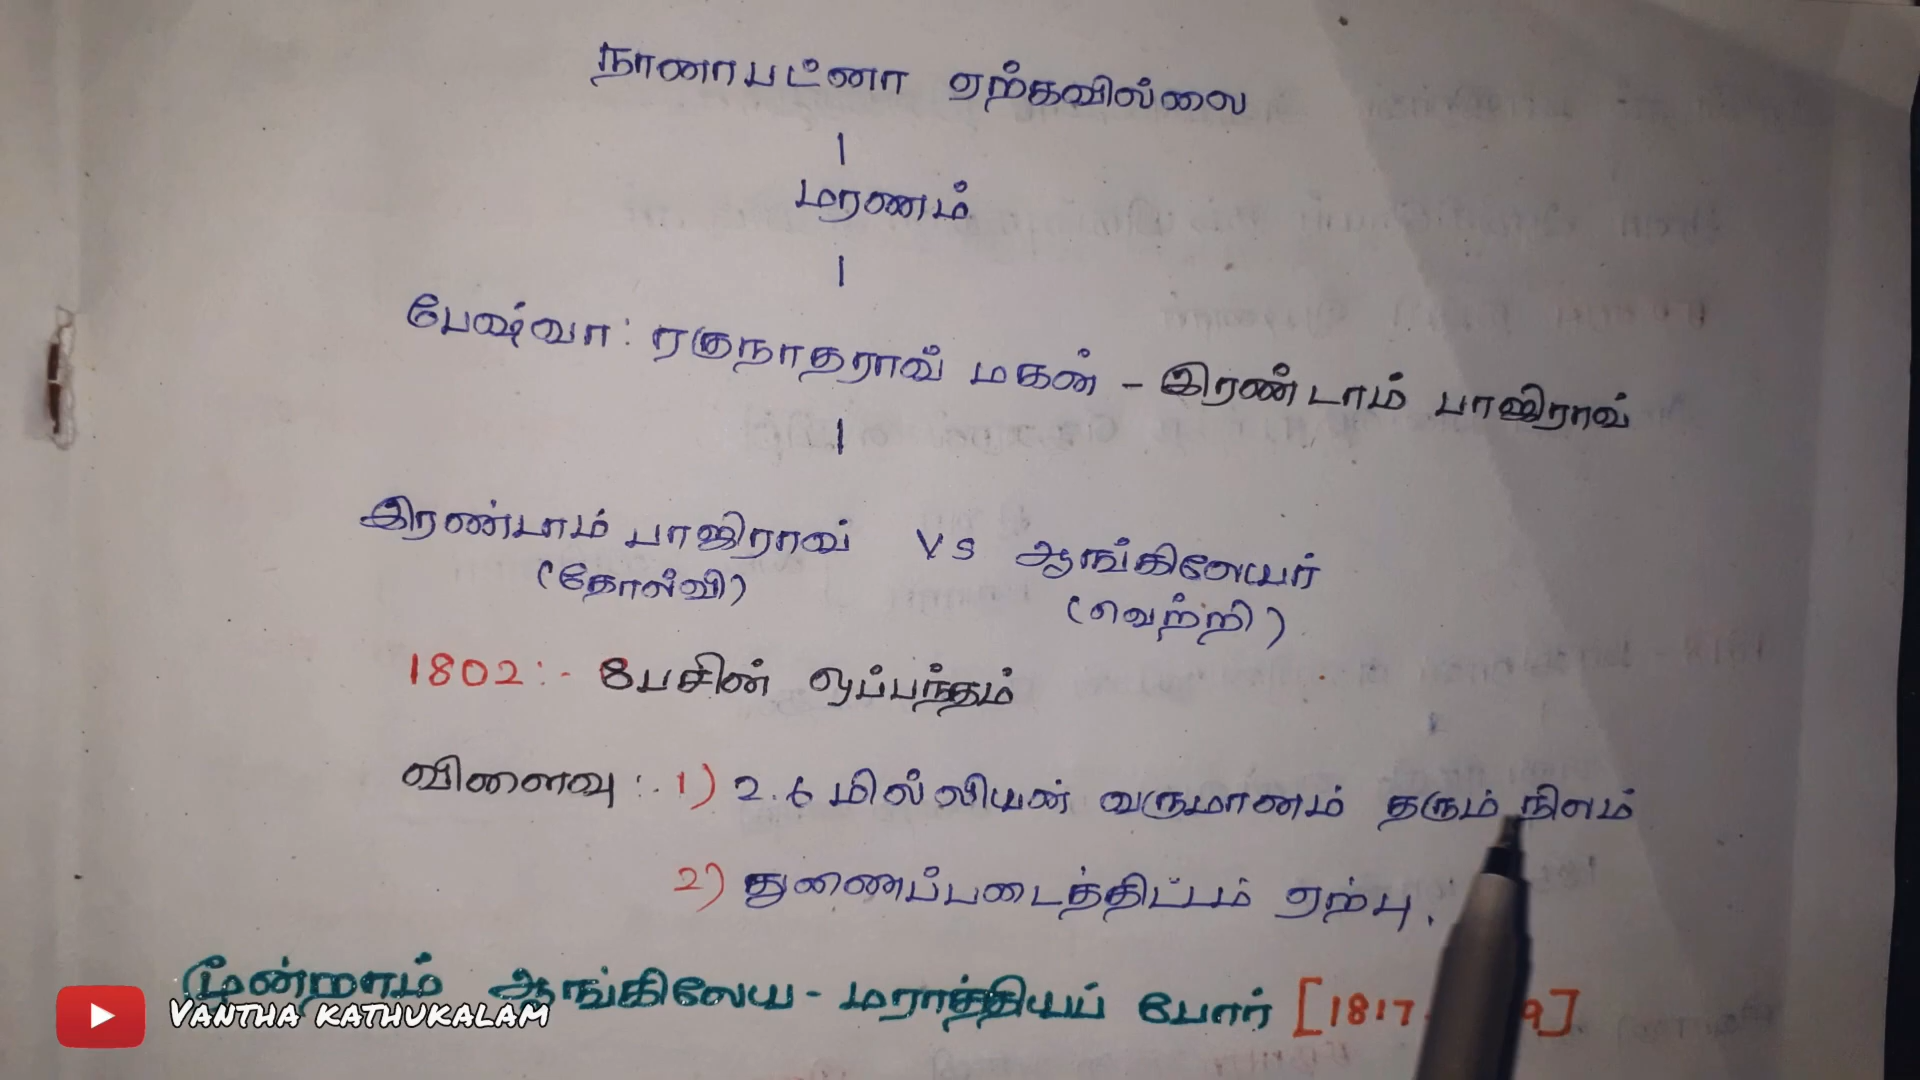 நானாபட்னா ஏற்கவில்லை
மரணம்
பேஷ்வா: ரகுநாதராவ் மகன் - இரண்டாம் பாஜிராவ்
இரண்டாம் பாஜிராவ் VS ஆங்கிலேயர்
(தோல்வி) (வெற்றி)
1802:- பேசின் ஒப்பந்தம்
விளைவு :- 1) 2.6 மில்லியன் வருமானம் தரும் நிலம்
2) துணைப்படைத்திட்டம் ஏற்பு.
மூன்றாம் ஆங்கிலேய - மராத்தியப் போர் [1817- 9]
VANTHA KATHUKALAM